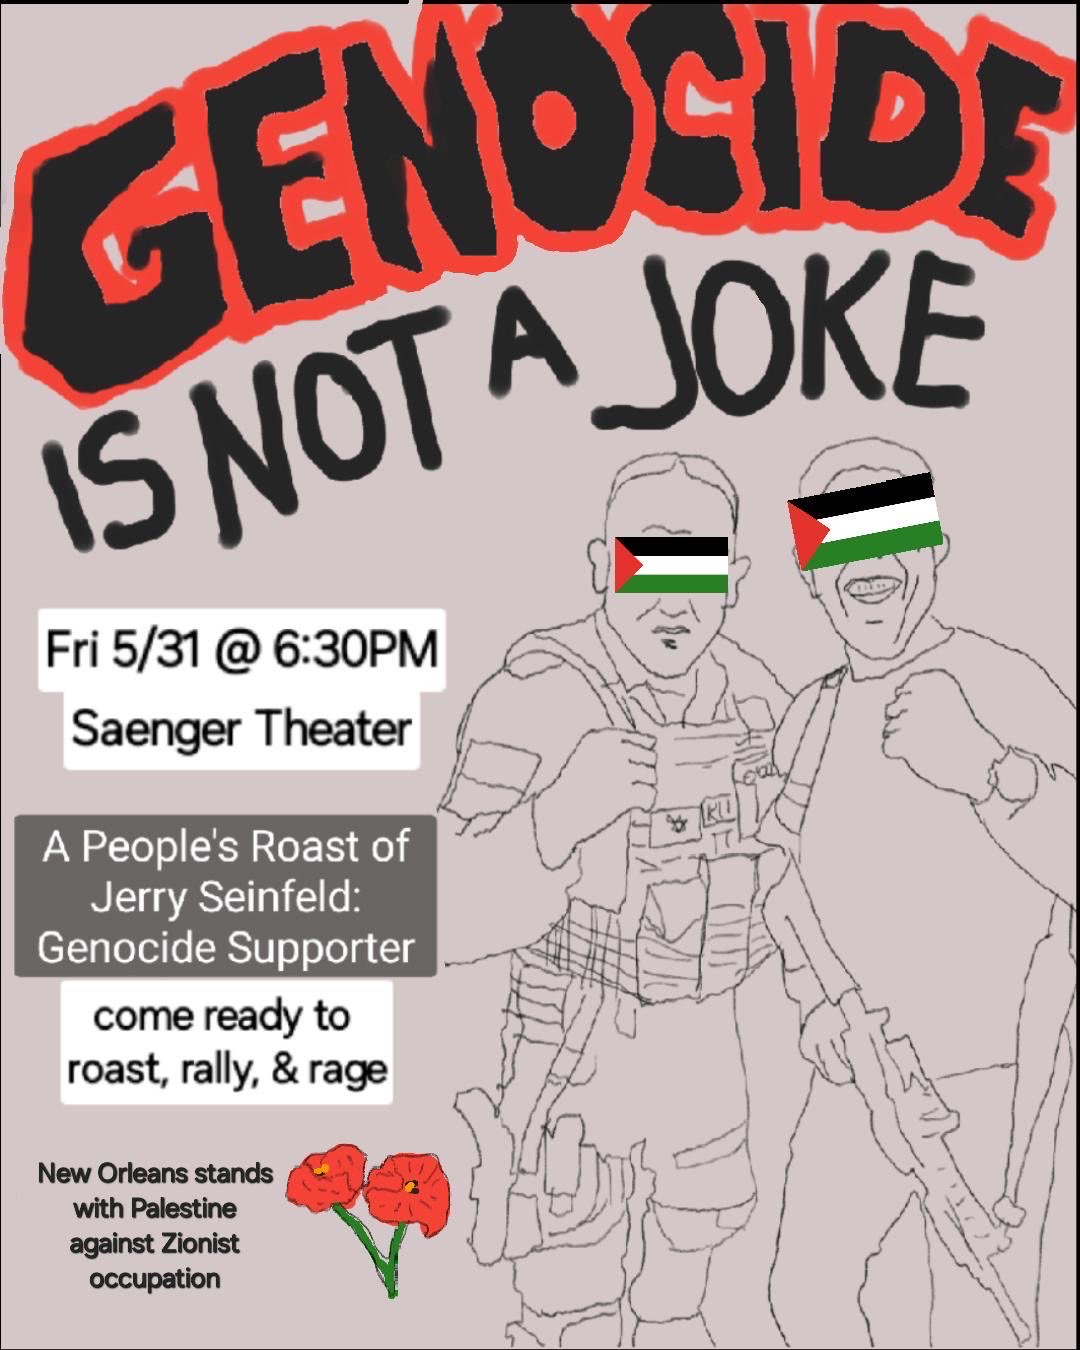 GENOCIDE
IS NOT A JOKE
Fri 5/31 @ 6:30PM
Saenger Theater
A People's Roast of
Jerry Seinfeld:
Genocide Supporter
come ready to
roast, rally, & rage
New Orleans stands
with Palestine
against Zionist
occupation